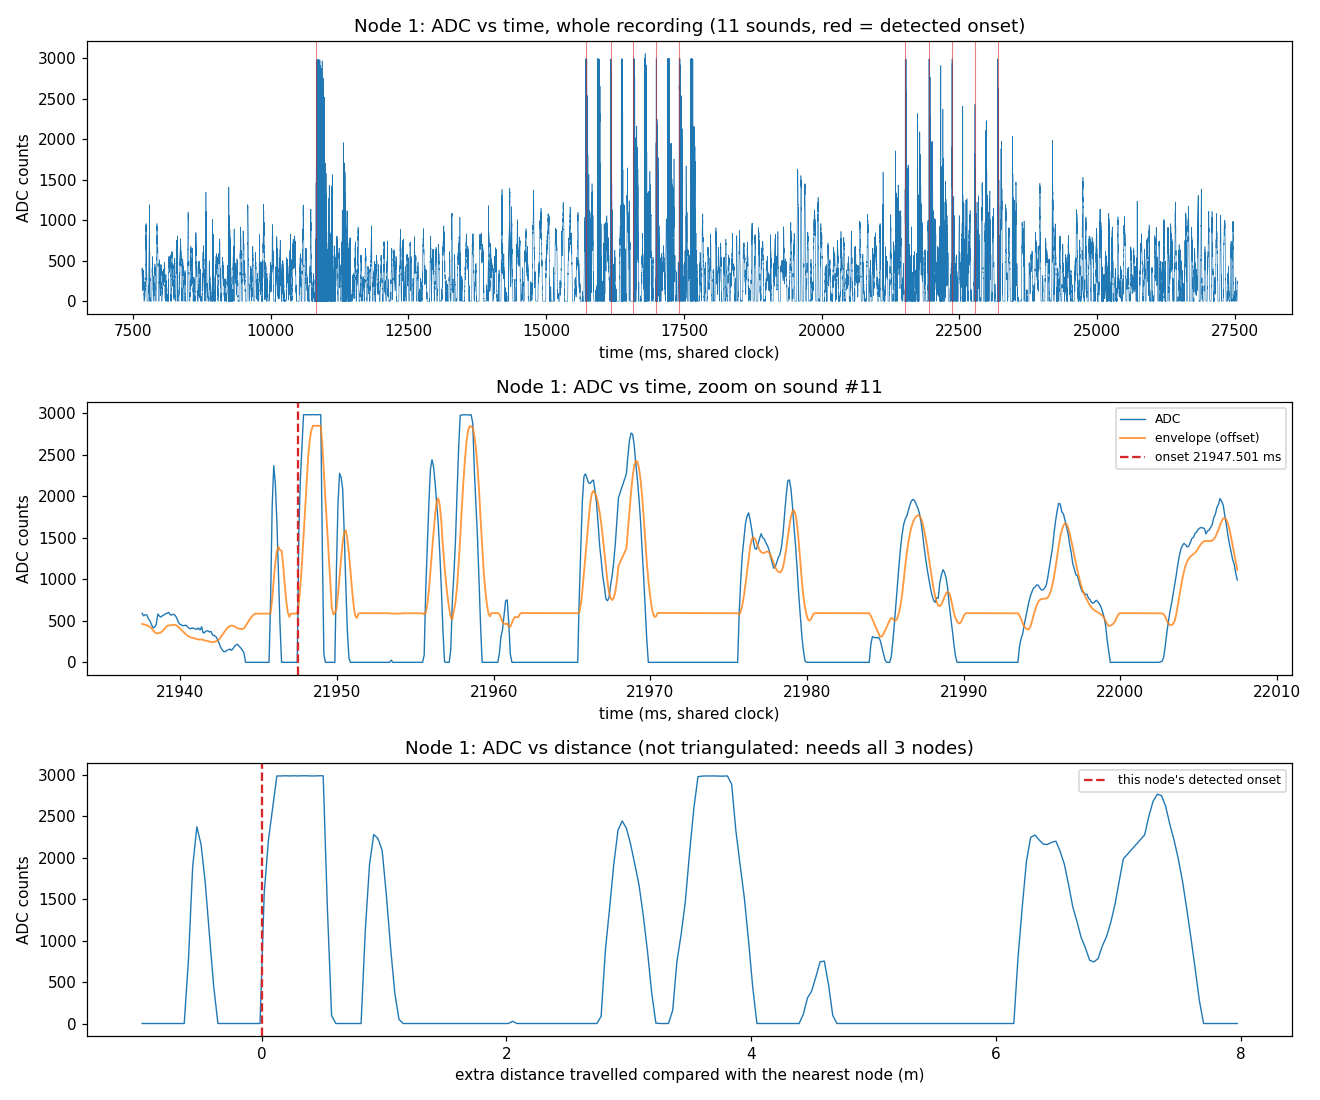 Node 1: ADC vs time, whole recording (11 sounds, red = detected onset)
3000
2500
2000
1500
1000
500
0
ADC counts
7500 10000 12500 15000 17500 20000 22500 25000 27500
time (ms, shared clock)
Node 1: ADC vs time, zoom on sound #11
3000
2500
2000
1500
1000
500
0
ADC counts
ADC
envelope (offset)
onset 21947.501 ms
21940 21950 21960 21970 21980 21990 22000 22010
time (ms, shared clock)
Node 1: ADC vs distance (not triangulated: needs all 3 nodes)
3000
2500
2000
1500
1000
500
0
ADC counts
this node's detected onset
0 2 4 6 8
extra distance travelled compared with the nearest node (m)